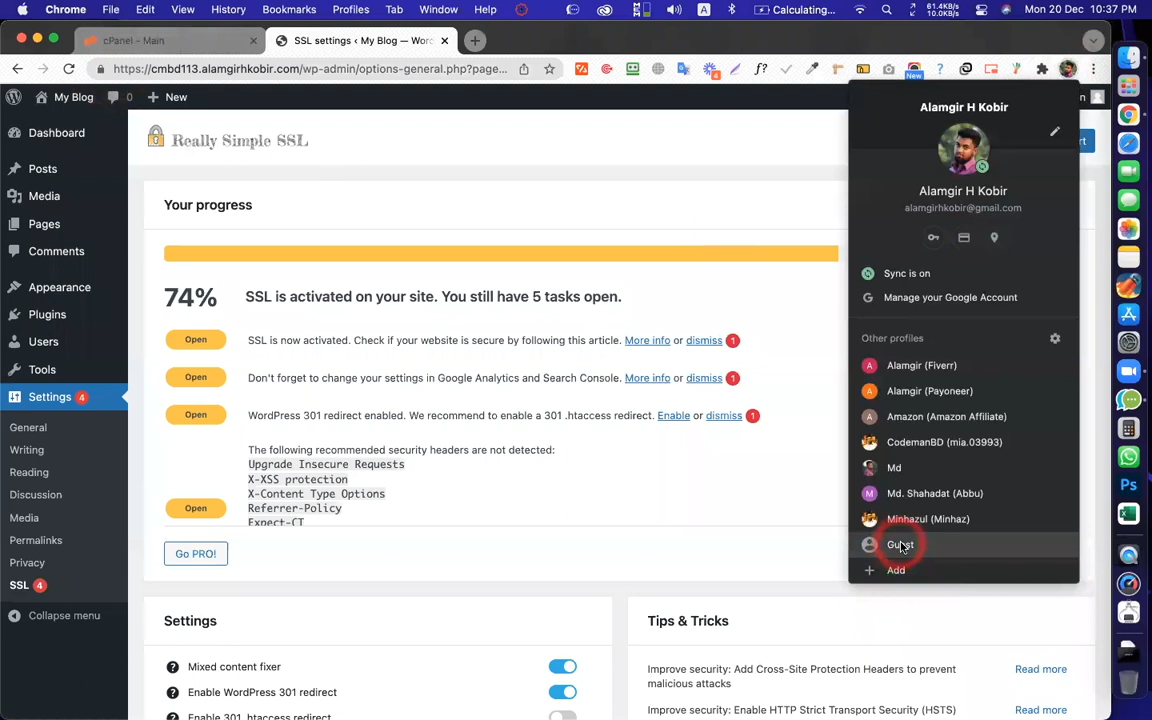 Chrome File Edit View History Bookmarks Profiles Tab Window Help A Calculating... 61.4KB/s 10.0KB/s Mon 20 Dec 10:37 PM
cPanel - Main SSL settings < My Blog — Wor
https://cmbd113.alamgirhkobir.com/wp-admin/options-general.php?page... f? 4 New
My Blog 0 New n
Dashboard
Posts
Media
Pages
Comments
Appearance
Plugins
Users
Tools
Settings 4
General
Writing
Reading
Discussion
Media
Permalinks
Privacy
SSL 4
Collapse menu
Really Simple SSL
rt
Your progress
74% SSL is activated on your site. You still have 5 tasks open.
Open SSL is now activated. Check if your website is secure by following this article. More info or dismiss 1
Open Don't forget to change your settings in Google Analytics and Search Console. More info or dismiss 1
Open WordPress 301 redirect enabled. We recommend to enable a 301 .htaccess redirect. Enable or dismiss 1
The following recommended security headers are not detected:
Upgrade Insecure Requests
X-XSS protection
X-Content Type Options
Open Referrer-Policy
Expect-CT
Go PRO!
Settings
Mixed content fixer
Enable WordPress 301 redirect
Enable 301 .htaccess redirect
Tips & Tricks
Improve security: Add Cross-Site Protection Headers to prevent malicious attacks Read more
Improve security: Enable HTTP Strict Transport Security (HSTS) Read more
Alamgir H Kobir
Alamgir H Kobir
alamgirhkobir@gmail.com
Sync is on
G Manage your Google Account
Other profiles
A Alamgir (Fiverr)
A Alamgir (Payoneer)
A Amazon (Amazon Affiliate)
CodemanBD (mia.03993)
Md
M Md. Shahadat (Abbu)
Minhazul (Minhaz)
Guest
Add
Ps